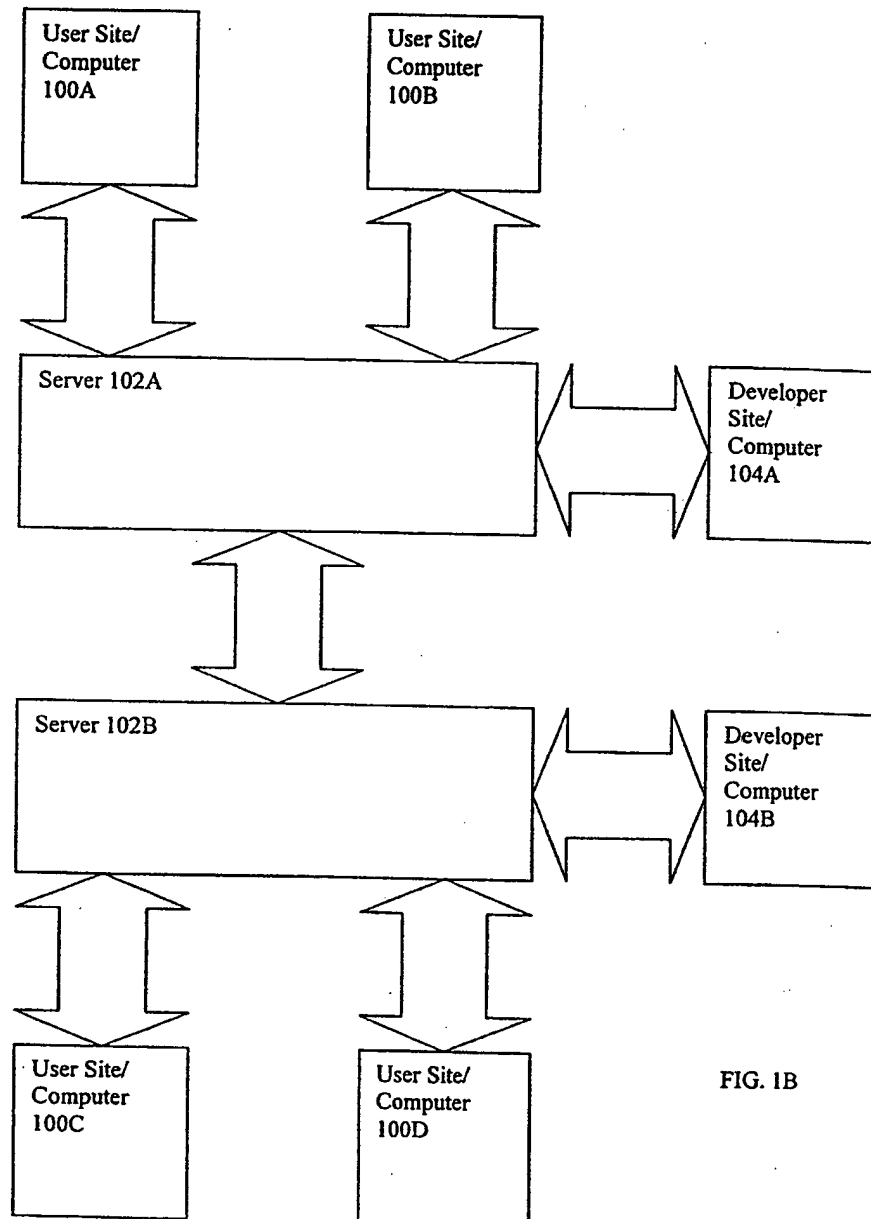 User Site/
Computer
100A
User Site/
Computer
100B
Server 102A
Developer
Site/
Computer
104A
Server 102B
Developer
Site/
Computer
104B
User Site/
Computer
100C
User Site/
Computer
100D
FIG. 1B